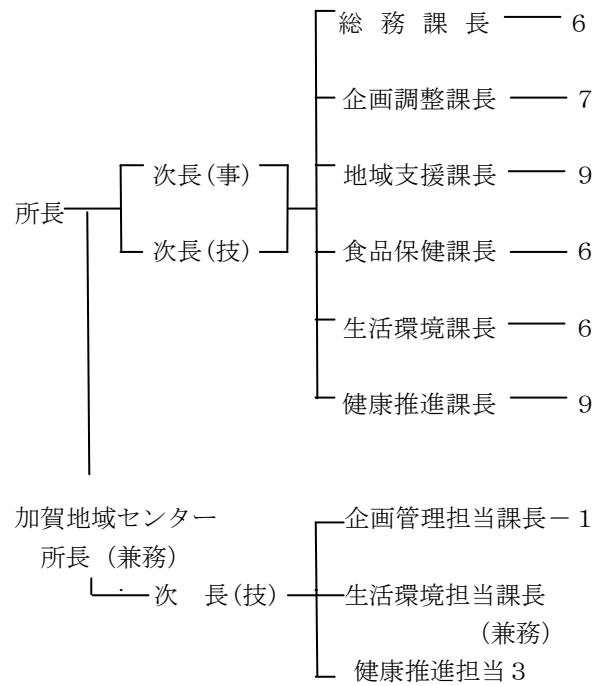 総務課長 6
企画調整課長 7
次長(事)
地域支援課長 9
所長
次長(技)
食品保健課長 6
生活環境課長 6
健康推進課長 9
加賀地域センター
所長(兼務)
企画管理担当課長－1
次 長(技)
生活環境担当課長
(兼務)
健康推進担当3